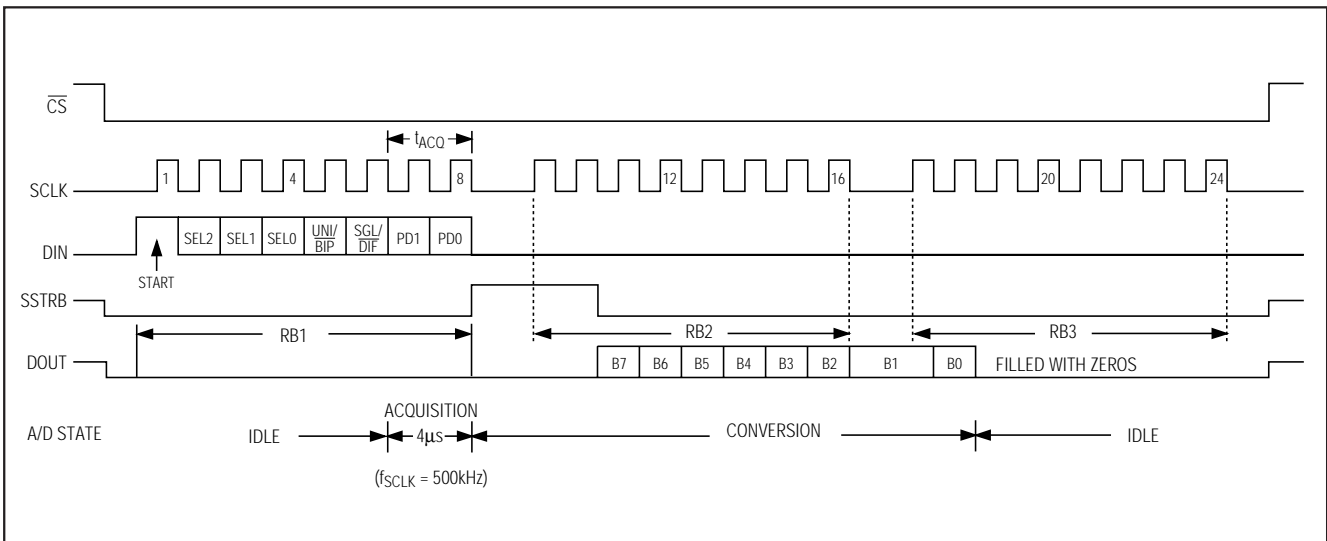 CS
tACQ
SCLK
1
4
8
12
16
20
24
DIN
SEL2
SEL1
SEL0
UNI/
BIP
SGL/
DIF
PD1
PD0
START
SSTRB
RB1
RB2
RB3
DOUT
B7
B6
B5
B4
B3
B2
B1
B0
FILLED WITH ZEROS
A/D STATE
IDLE
ACQUISITION
4μs
CONVERSION
IDLE
(fSCLK = 500kHz)